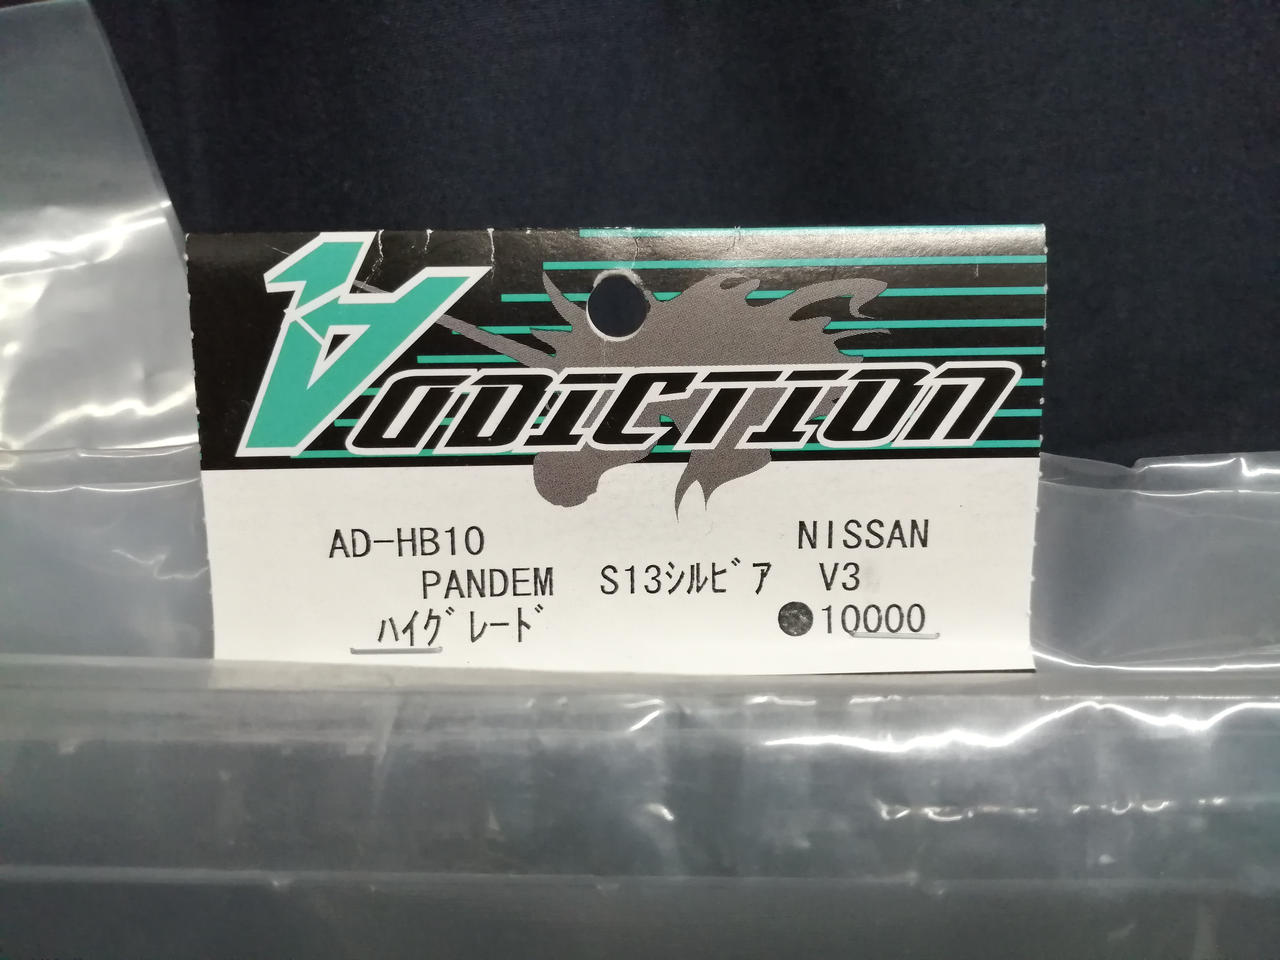 ADDICTION
AD-HB10 NISSAN
PANDEM S13ｼﾙﾋﾞｱ V3
ﾊｲｸﾞﾚｰﾄﾞ ●10000